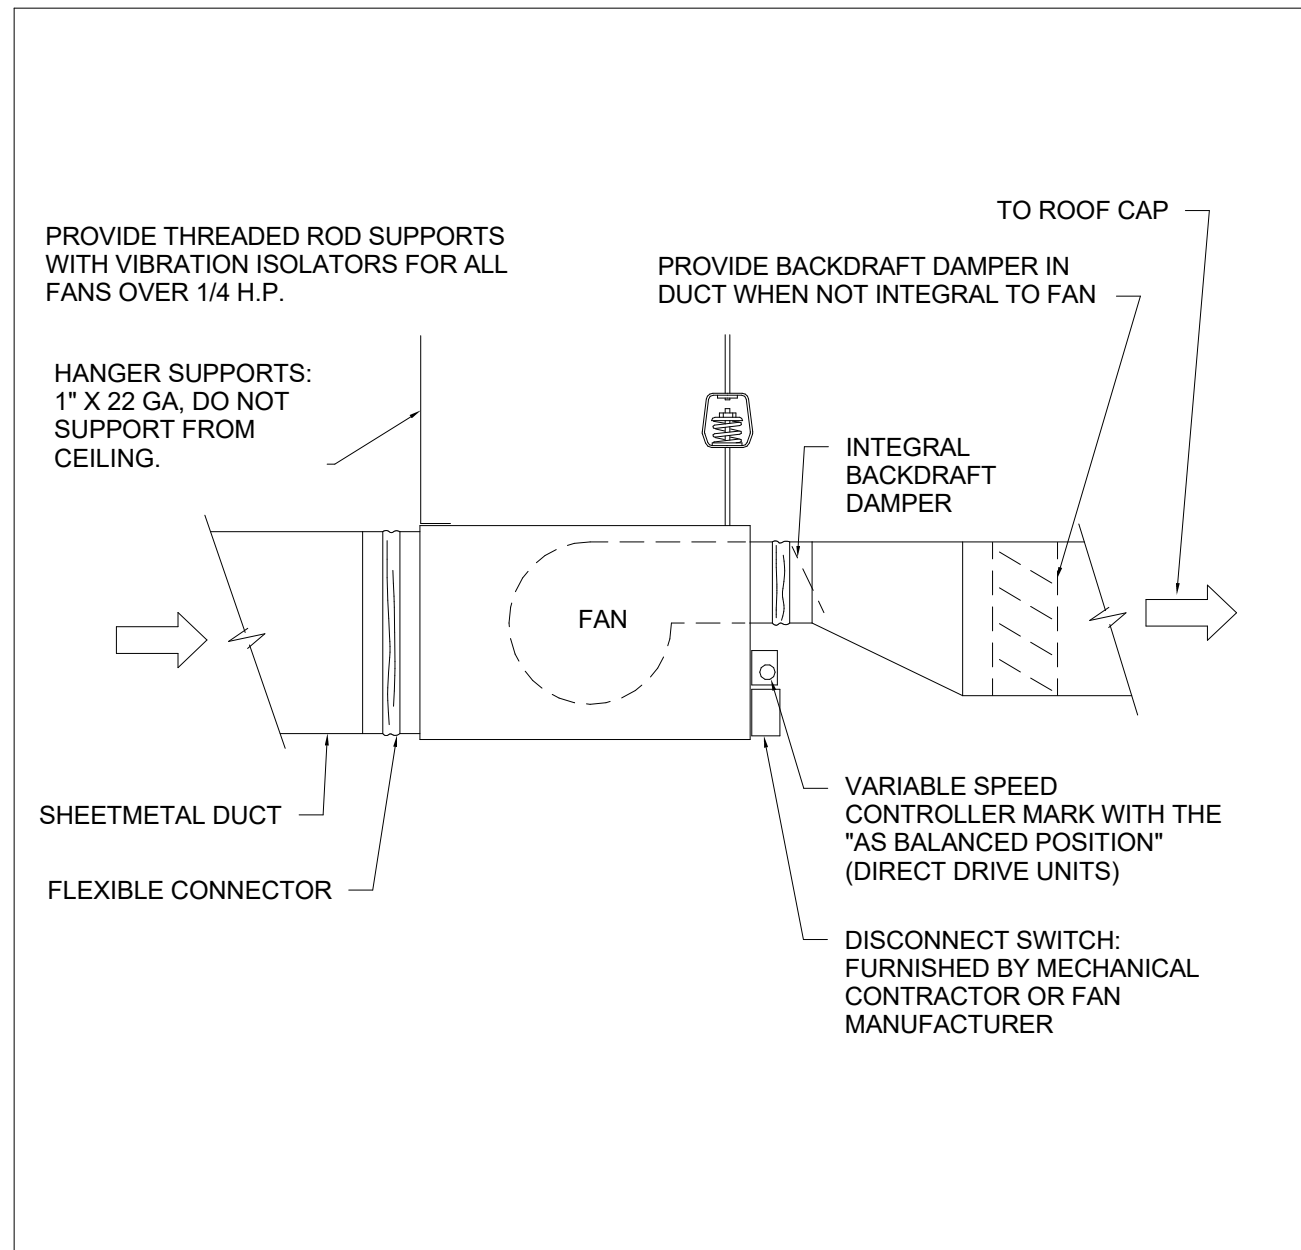 TO ROOF CAP
PROVIDE THREADED ROD SUPPORTS
WITH VIBRATION ISOLATORS FOR ALL
FANS OVER 1/4 H.P.
PROVIDE BACKDRAFT DAMPER IN
DUCT WHEN NOT INTEGRAL TO FAN
HANGER SUPPORTS:
1" X 22 GA, DO NOT
SUPPORT FROM
CEILING.
INTEGRAL
BACKDRAFT
DAMPER
FAN
SHEETMETAL DUCT
FLEXIBLE CONNECTOR
VARIABLE SPEED
CONTROLLER MARK WITH THE
"AS BALANCED POSITION"
(DIRECT DRIVE UNITS)
DISCONNECT SWITCH:
FURNISHED BY MECHANICAL
CONTRACTOR OR FAN
MANUFACTURER